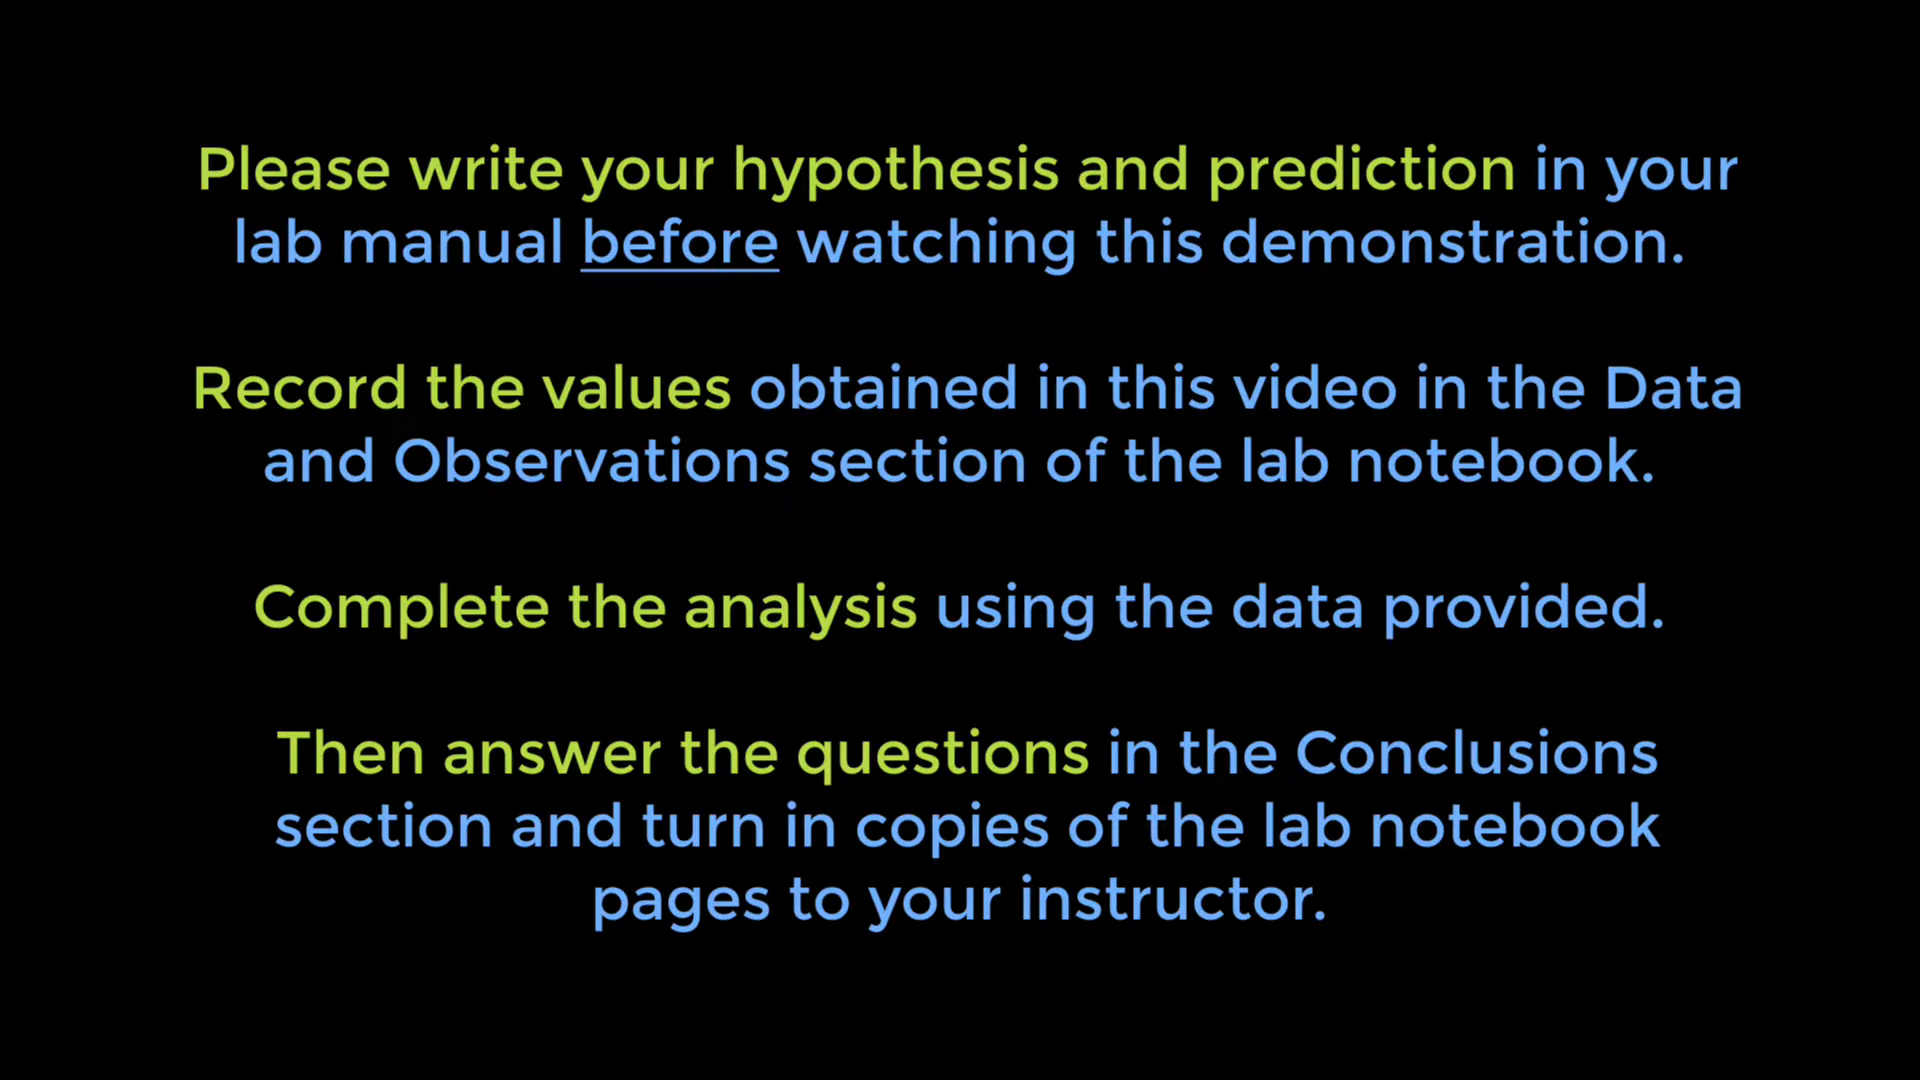 Please write your hypothesis and prediction in your
lab manual before watching this demonstration.
Record the values obtained in this video in the Data
and Observations section of the lab notebook.
Complete the analysis using the data provided.
Then answer the questions in the Conclusions
section and turn in copies of the lab notebook
pages to your instructor.